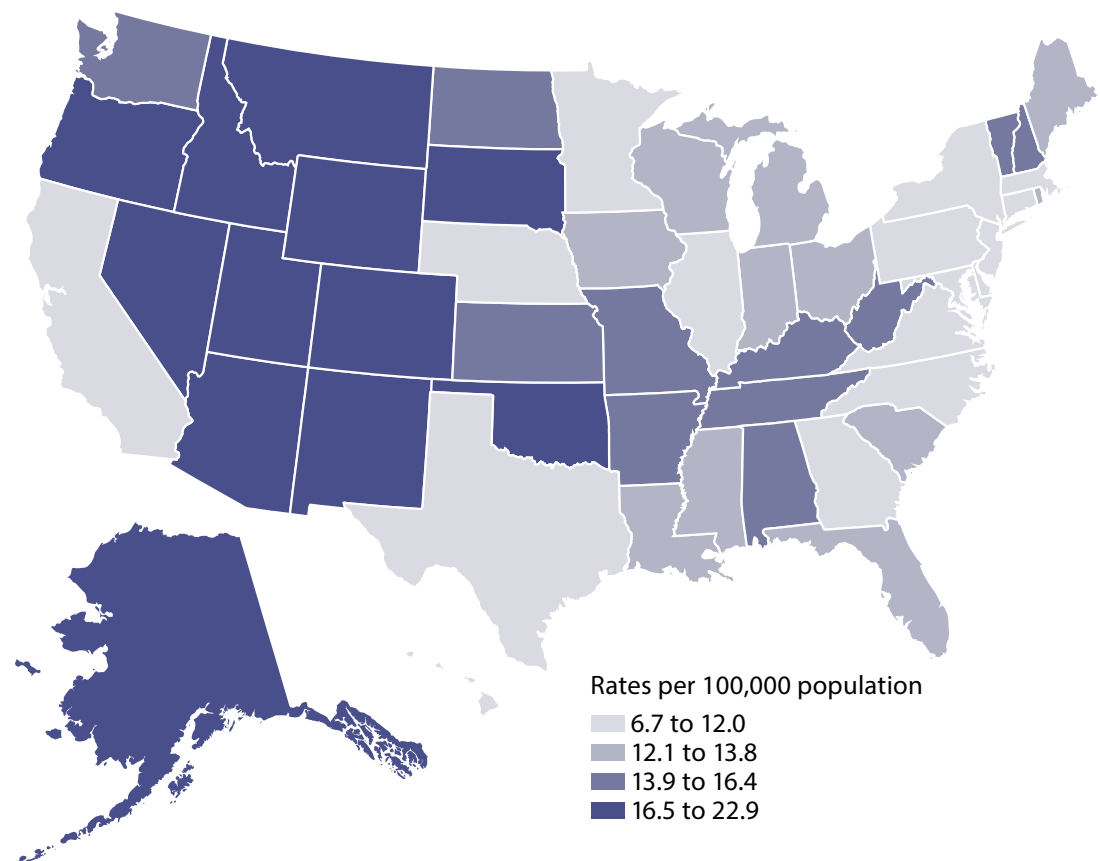 Rates per 100,000 population
6.7 to 12.0
12.1 to 13.8
13.9 to 16.4
16.5 to 22.9